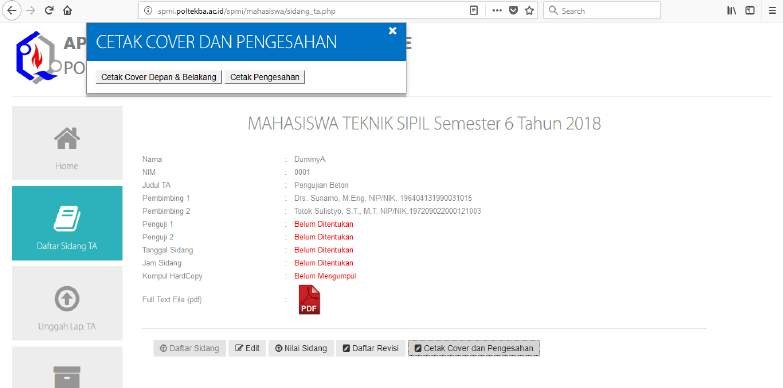 spmi.poltekba.ac.id/spmi/mahasiswa/sidang_ta.php
Search
AP
E
PO
CETAK COVER DAN PENGESAHAN
Cetak Cover Depan & Belakang
Cetak Pengesahan
Home
Daftar Sidang TA
Unggah Lap. TA
MAHASISWA TEKNIK SIPIL Semester 6 Tahun 2018
Nama : DummyA
NIM : 0001
Judul TA : Pengujian Beton
Pembimbing 1 : Drs. Sunarno, M.Eng. NIP/NIK. 196404131990031015
Pembimbing 2 : Totok Sulistyo, S.T., M.T. NIP/NIK.197209022000121003
Penguji 1 : Belum Ditentukan
Penguji 2 : Belum Ditentukan
Tanggal Sidang : Belum Ditentukan
Jam Sidang : Belum Ditentukan
Kumpul HardCopy : Belum Mengumpul
Full Text File (pdf) : PDF
Daftar Sidang
Edit
Nilai Sidang
Daftar Revisi
Cetak Cover dan Pengesahan